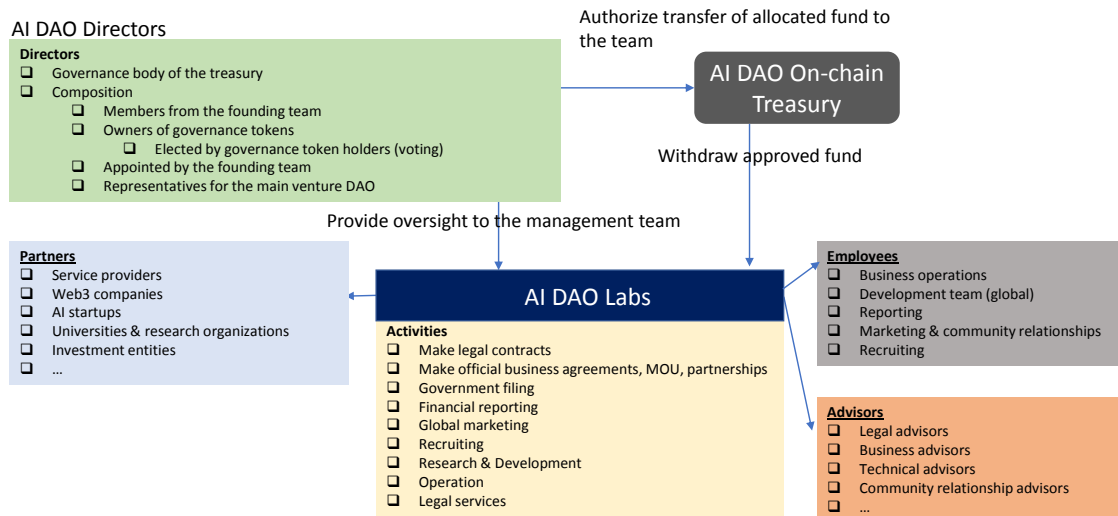 AI DAO Directors
Directors
❑ Governance body of the treasury
❑ Composition
❑ Members from the founding team
❑ Owners of governance tokens
❑ Elected by governance token holders (voting)
❑ Appointed by the founding team
❑ Representatives for the main venture DAO
Authorize transfer of allocated fund to
the team
AI DAO On-chain
Treasury
Withdraw approved fund
Provide oversight to the management team
Partners
❑ Service providers
❑ Web3 companies
❑ AI startups
❑ Universities & research organizations
❑ Investment entities
❑ …
AI DAO Labs
Activities
❑ Make legal contracts
❑ Make official business agreements, MOU, partnerships
❑ Government filing
❑ Financial reporting
❑ Global marketing
❑ Recruiting
❑ Research & Development
❑ Operation
❑ Legal services
Employees
❑ Business operations
❑ Development team (global)
❑ Reporting
❑ Marketing & community relationships
❑ Recruiting
Advisors
❑ Legal advisors
❑ Business advisors
❑ Technical advisors
❑ Community relationship advisors
❑ …